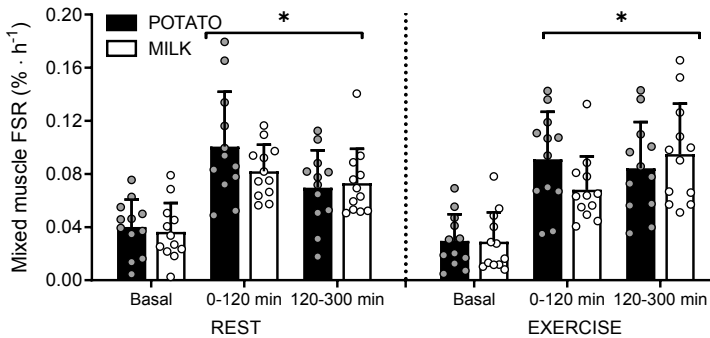 0.20
0.16
0.12
0.08
0.04
0.00
Mixed muscle FSR (% · h⁻¹)
POTATO
MILK
*
*
Basal 0-120 min 120-300 min Basal 0-120 min 120-300 min
REST EXERCISE